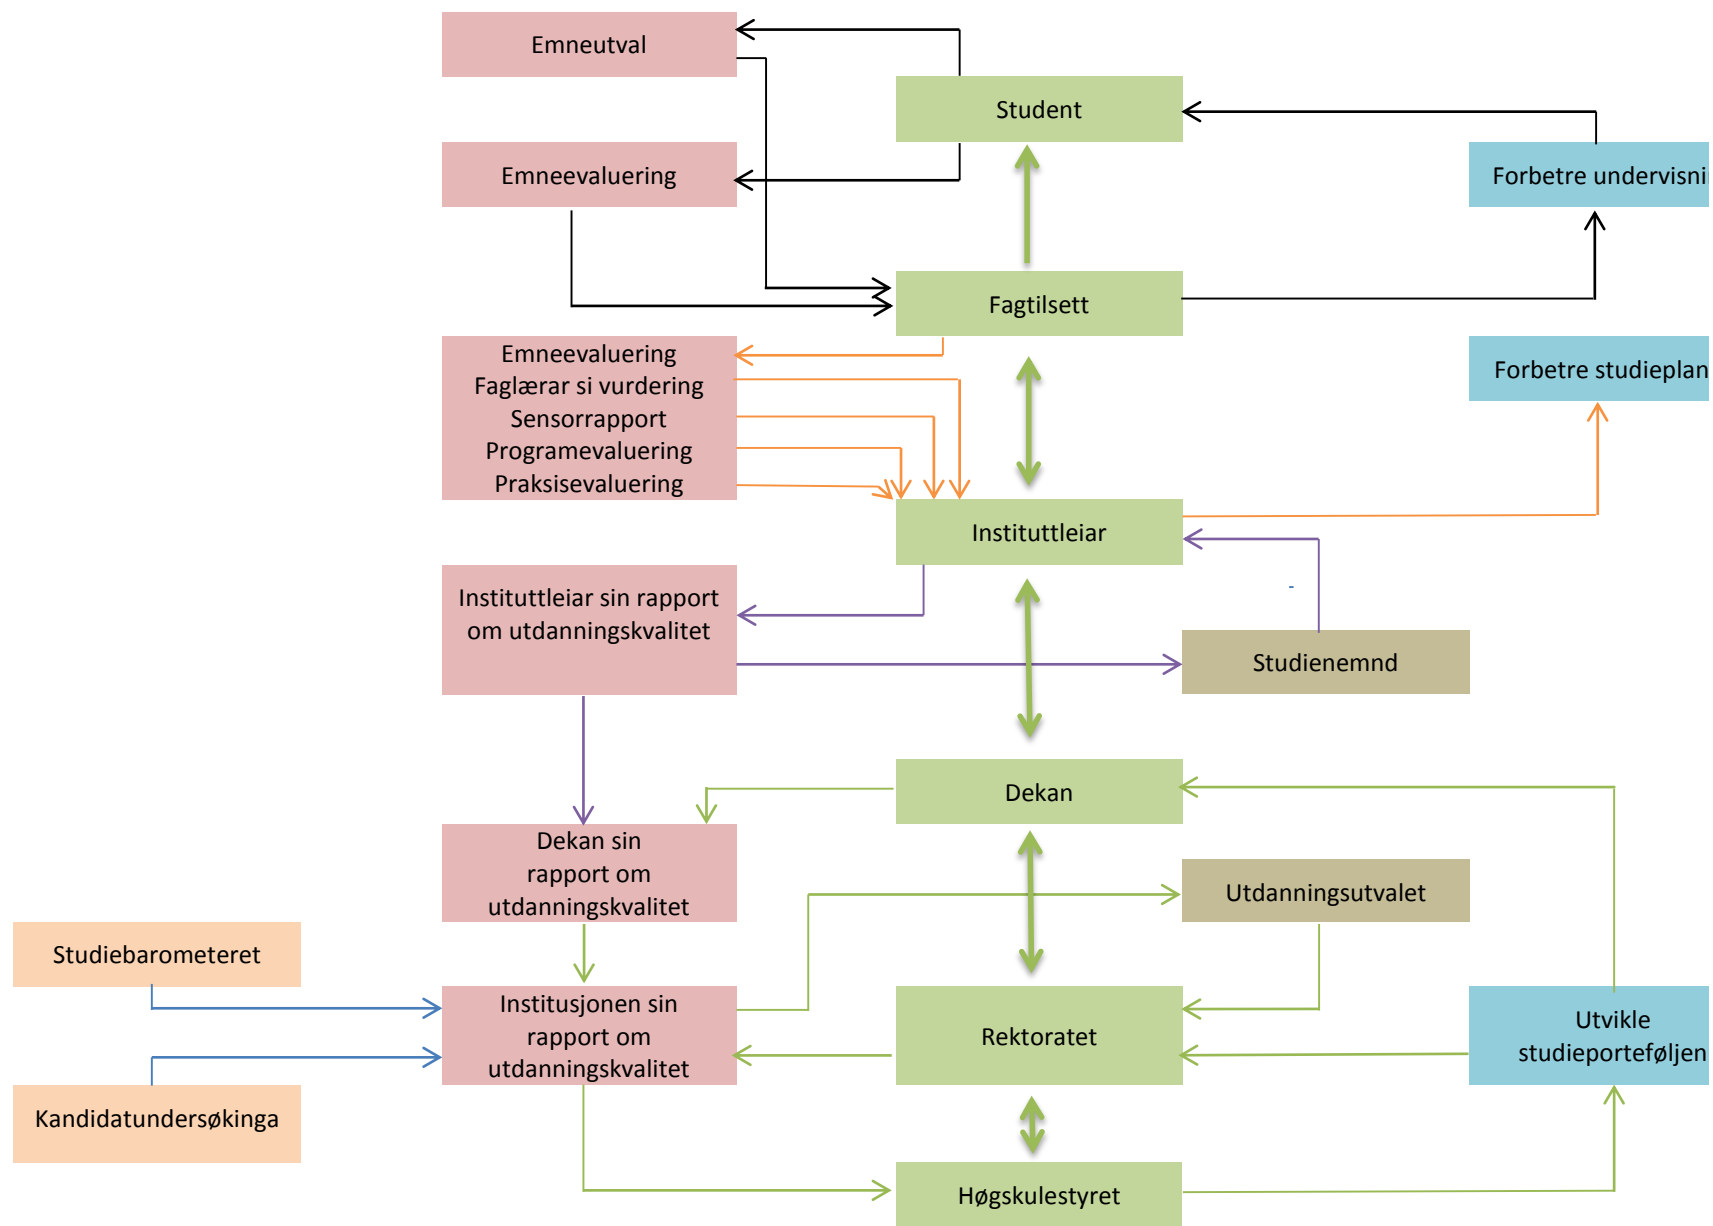 Emneutval
Student
Emneevaluering
Forbetre undervisni
Fagtilsett
Emneevaluering
Faglærar si vurdering
Sensorrapport
Programevaluering
Praksisevaluering
Forbetre studieplan
Instituttleiar
Instituttleiar sin rapport
om utdanningskvalitet
-
Studienemnd
Dekan
Dekan sin
rapport om
utdanningskvalitet
Utdanningsutvalet
Studiebarometeret
Institusjonen sin
rapport om
utdanningskvalitet
Rektoratet
Utvikle
studieporteføljen
Kandidatundersøkinga
Høgskulestyret